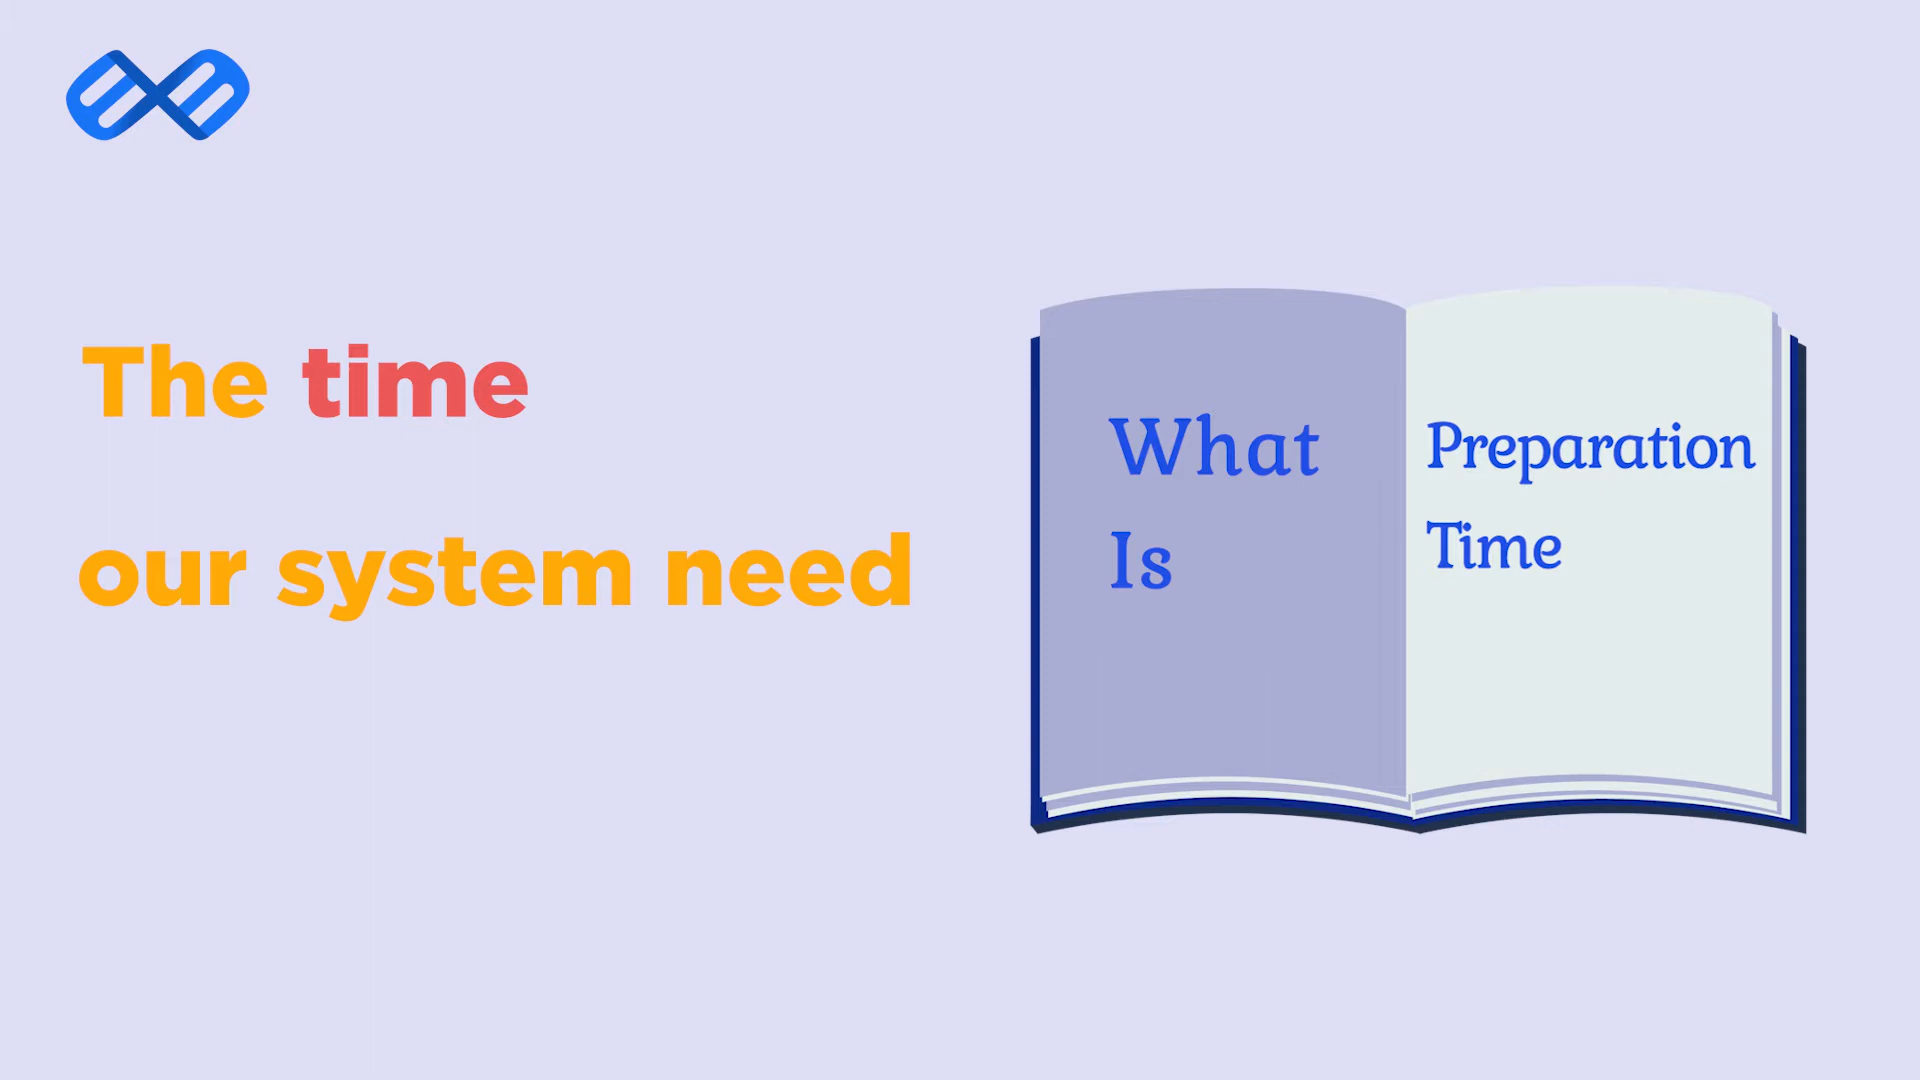 The time
our system need
What
Is
Preparation
Time